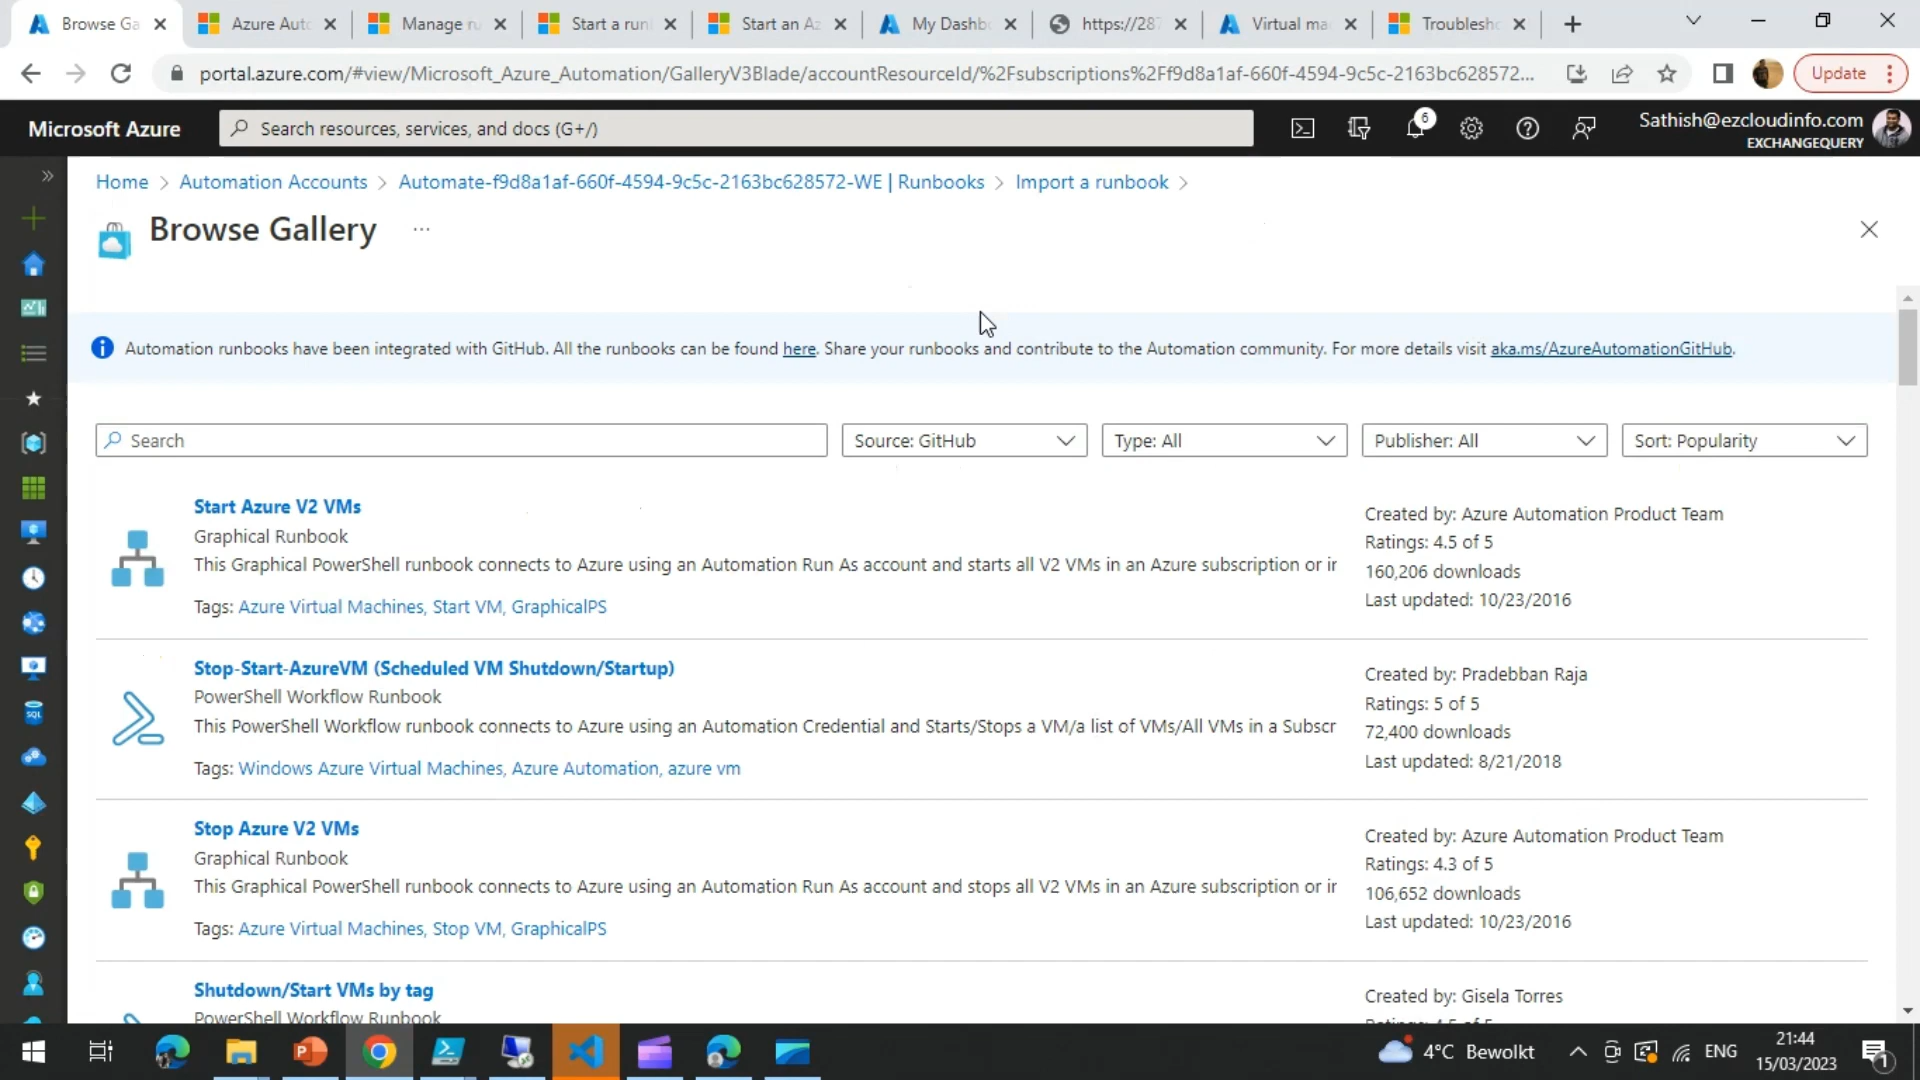 Browse Ga
Azure Auto
Manage ru
Start a run
Start an Az
My Dashbo
https://287
Virtual ma
Troublesho
portal.azure.com/#view/Microsoft_Azure_Automation/GalleryV3Blade/accountResourceId/%2Fsubscriptions%2Ff9d8a1af-660f-4594-9c5c-2163bc628572...
Update
Microsoft Azure
Search resources, services, and docs (G+/)
6
Sathish@ezcloudinfo.com
EXCHANGEQUERY
Home > Automation Accounts > Automate-f9d8a1af-660f-4594-9c5c-2163bc628572-WE | Runbooks > Import a runbook >
Browse Gallery ...
Automation runbooks have been integrated with GitHub. All the runbooks can be found here. Share your runbooks and contribute to the Automation community. For more details visit aka.ms/AzureAutomationGitHub.
Search
Source: GitHub
Type: All
Publisher: All
Sort: Popularity
Start Azure V2 VMs
Graphical Runbook
This Graphical PowerShell runbook connects to Azure using an Automation Run As account and starts all V2 VMs in an Azure subscription or ir
Tags: Azure Virtual Machines, Start VM, GraphicalPS
Created by: Azure Automation Product Team
Ratings: 4.5 of 5
160,206 downloads
Last updated: 10/23/2016
Stop-Start-AzureVM (Scheduled VM Shutdown/Startup)
PowerShell Workflow Runbook
This PowerShell Workflow runbook connects to Azure using an Automation Credential and Starts/Stops a VM/a list of VMs/All VMs in a Subscr
Tags: Windows Azure Virtual Machines, Azure Automation, azure vm
Created by: Pradebban Raja
Ratings: 5 of 5
72,400 downloads
Last updated: 8/21/2018
Stop Azure V2 VMs
Graphical Runbook
This Graphical PowerShell runbook connects to Azure using an Automation Run As account and stops all V2 VMs in an Azure subscription or ir
Tags: Azure Virtual Machines, Stop VM, GraphicalPS
Created by: Azure Automation Product Team
Ratings: 4.3 of 5
106,652 downloads
Last updated: 10/23/2016
Shutdown/Start VMs by tag
PowerShell Workflow Runbook
Created by: Gisela Torres
Ratings: 4.5 of 5
4°C Bewolkt
ENG
21:44
15/03/2023
1